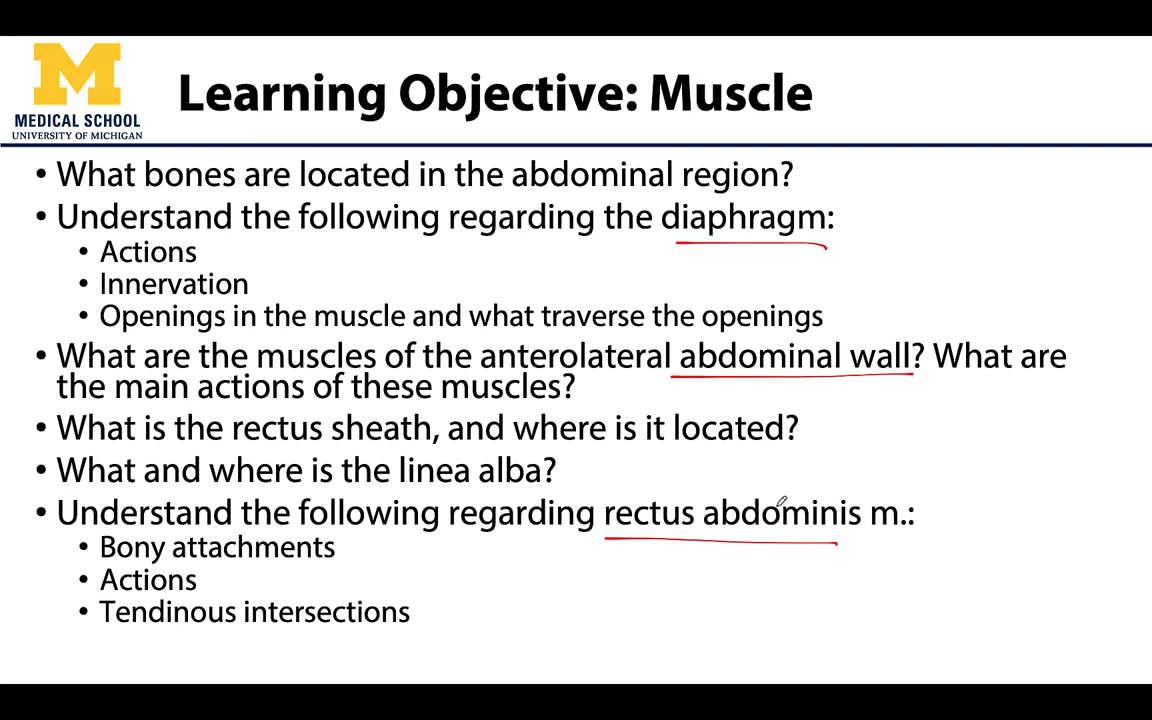 M
MEDICAL SCHOOL
UNIVERSITY OF MICHIGAN
Learning Objective: Muscle
• What bones are located in the abdominal region?
• Understand the following regarding the diaphragm:
• Actions
• Innervation
• Openings in the muscle and what traverse the openings
• What are the muscles of the anterolateral abdominal wall? What are
the main actions of these muscles?
• What is the rectus sheath, and where is it located?
• What and where is the linea alba?
• Understand the following regarding rectus abdominis m.:
• Bony attachments
• Actions
• Tendinous intersections